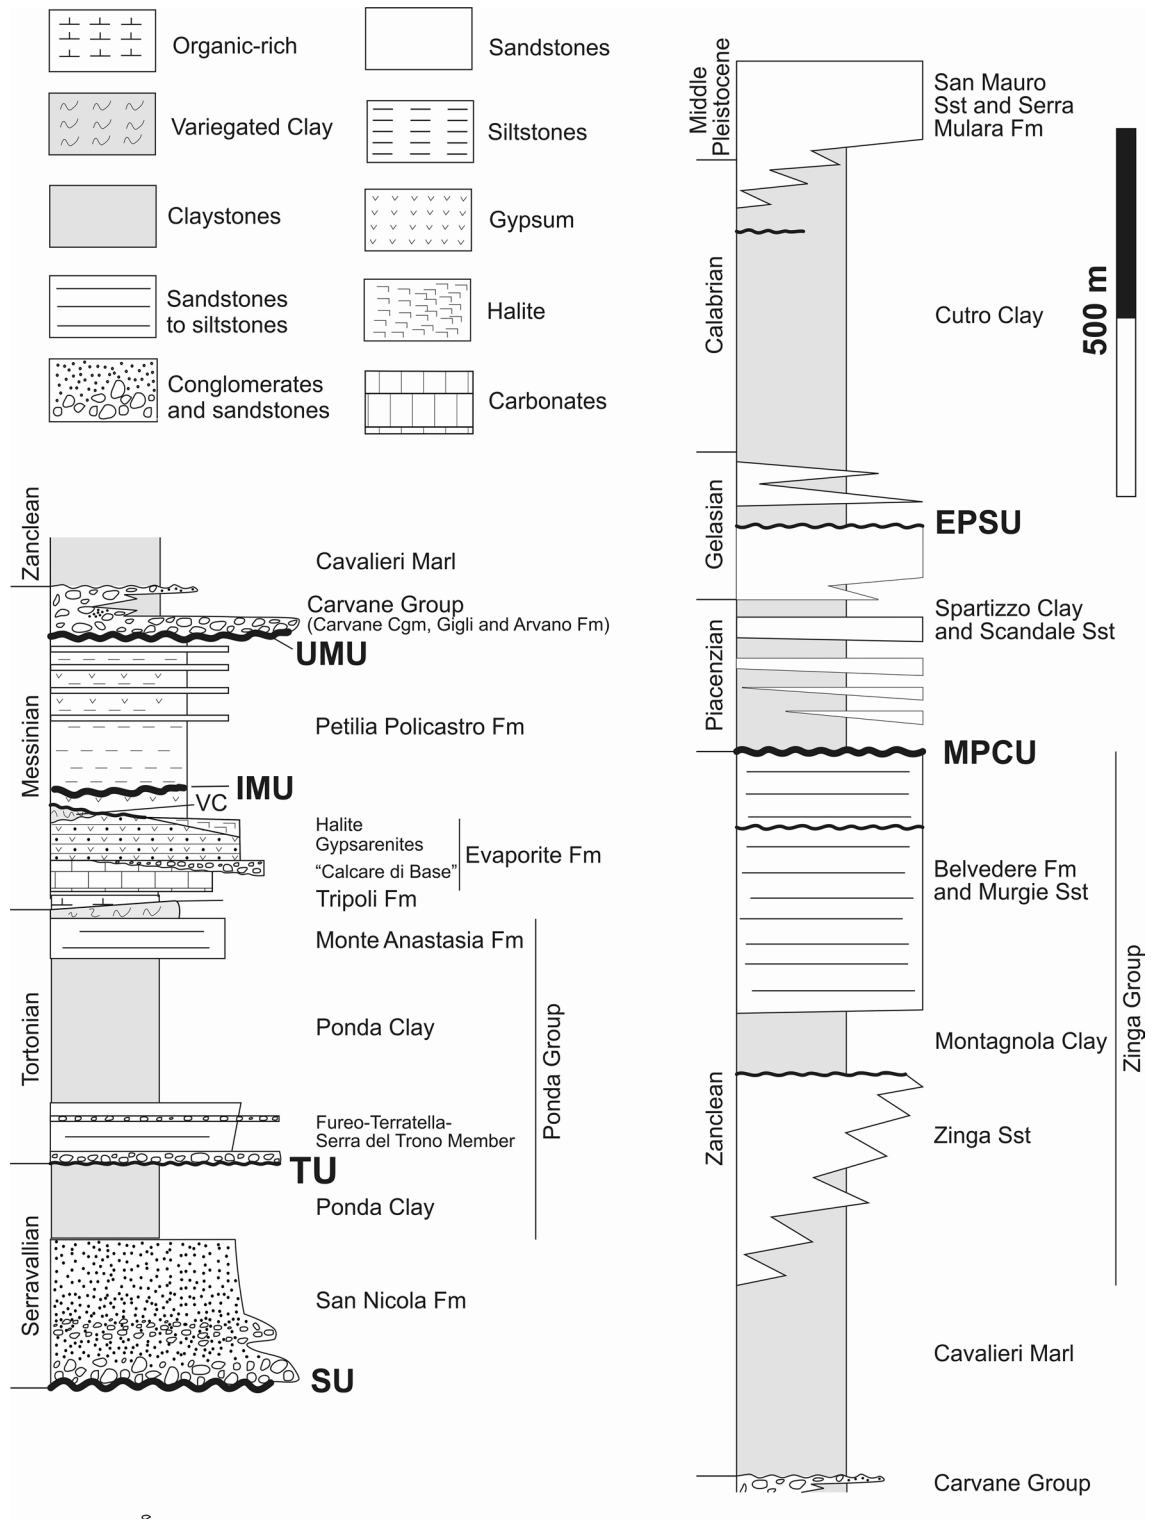 Organic-rich
Variegated Clay
Claystones
Sandstones
to siltstones
Conglomerates
and sandstones
Sandstones
Siltstones
Gypsum
Halite
Carbonates
Zanclean
Messinian
Tortonian
Serravallian
Cavalieri Marl
Carvane Group
(Carvane Cgm, Gigli and Arvano Fm)
UMU
Petilia Policastro Fm
IMU
VC
Halite
Gypsarenites
"Calcare di Base"
Evaporite Fm
Tripoli Fm
Monte Anastasia Fm
Ponda Clay
Fureo-Terratella-
Serra del Trono Member
TU
Ponda Clay
Ponda Group
San Nicola Fm
SU
Middle
Pleistocene
Calabrian
Gelasian
Piacenzian
Zanclean
San Mauro
Sst and Serra
Mulara Fm
500 m
Cutro Clay
EPSU
Spartizzo Clay
and Scandale Sst
MPCU
Belvedere Fm
and Murgie Sst
Montagnola Clay
Zinga Sst
Zinga Group
Cavalieri Marl
Carvane Group